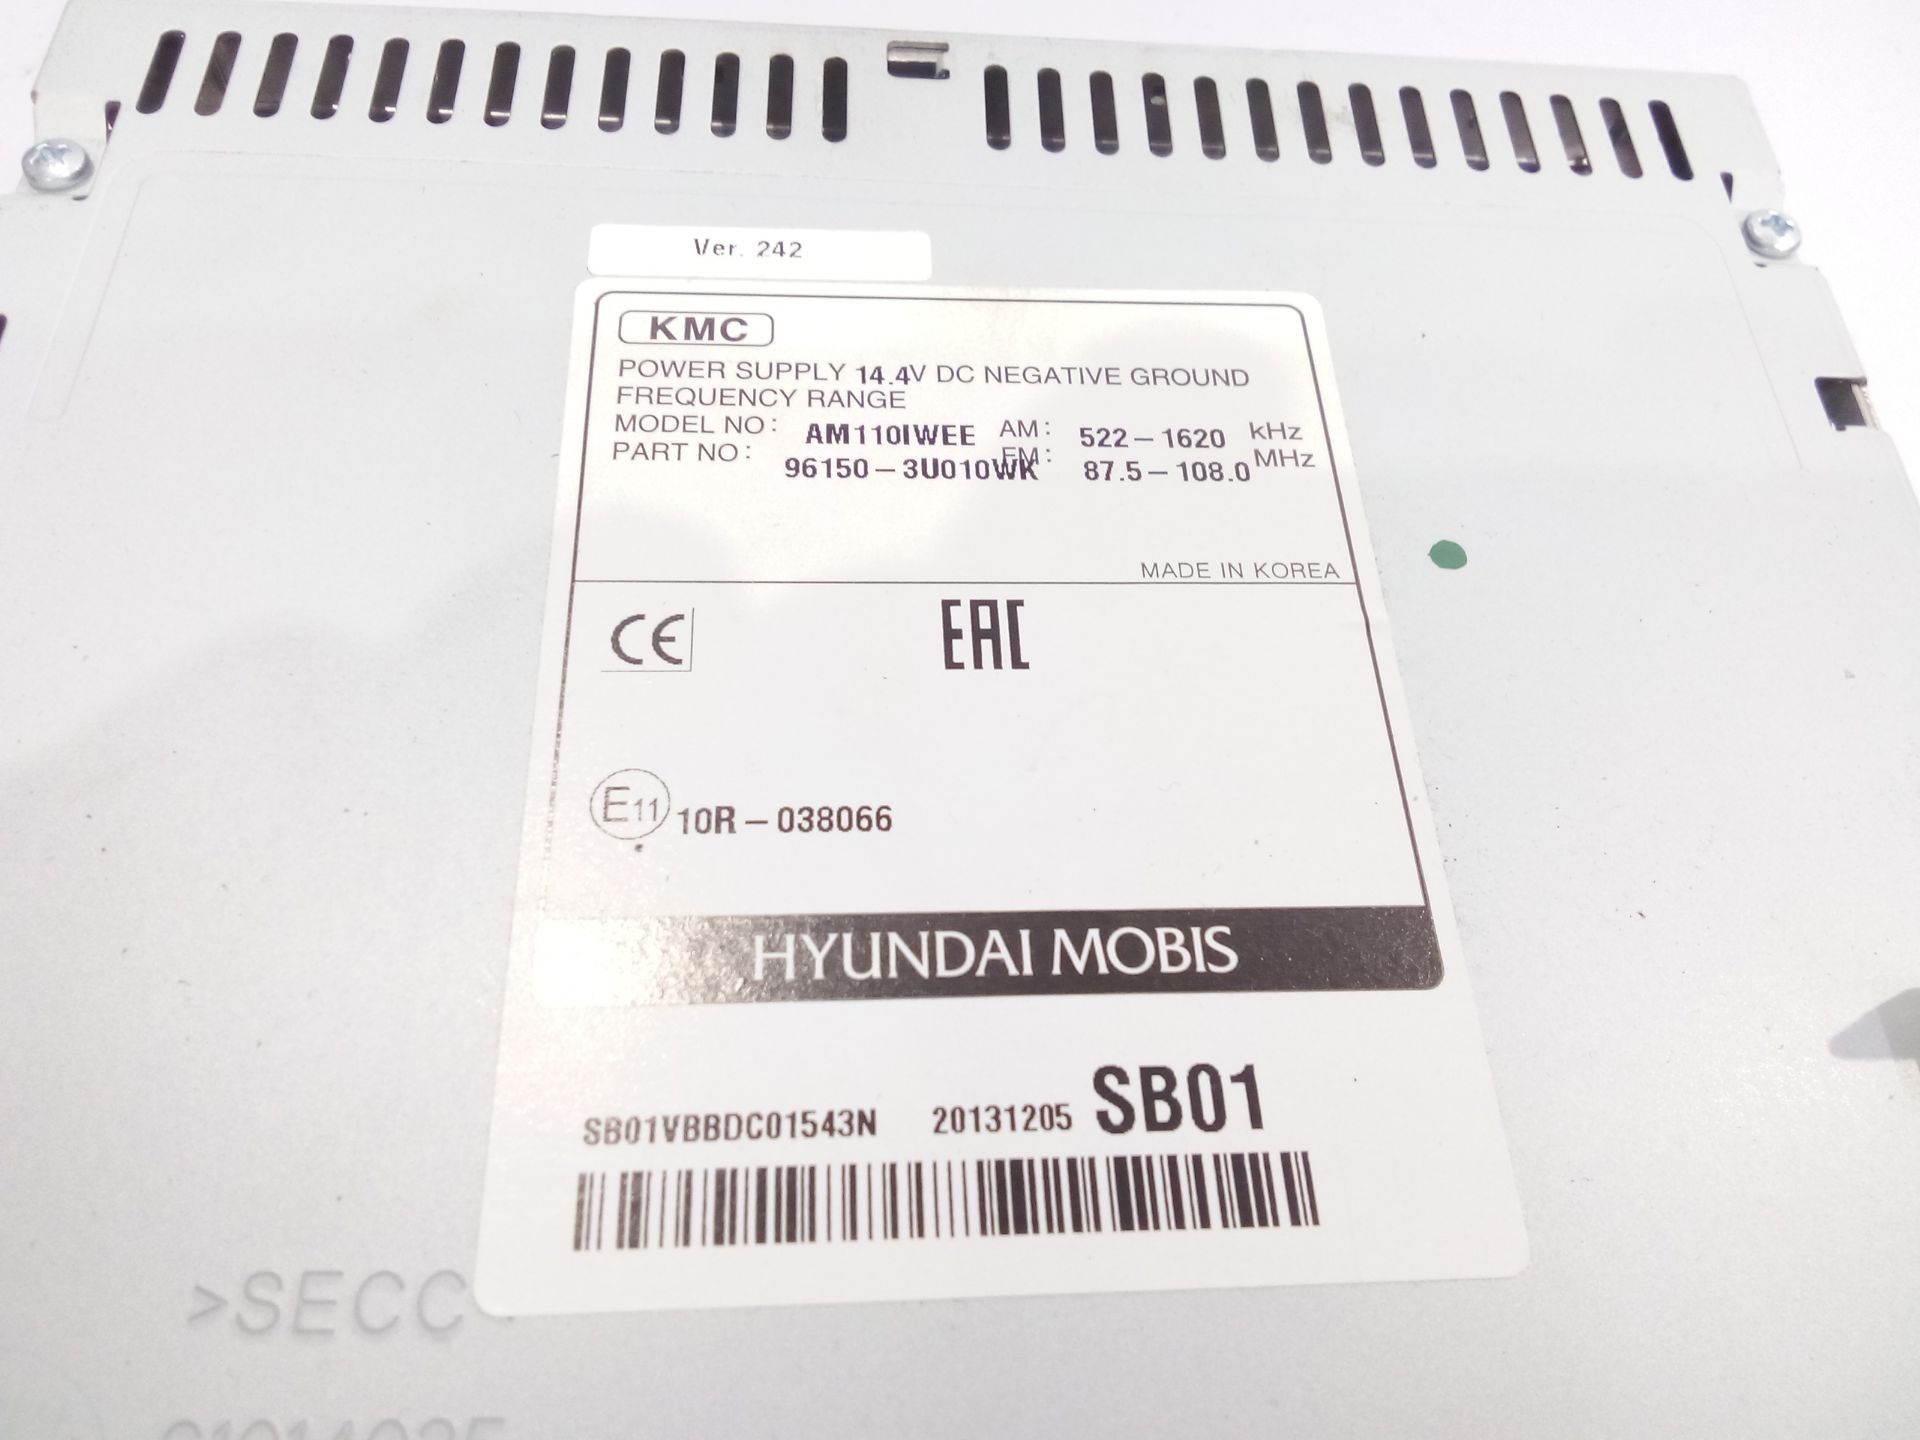 Ver. 242
KMC
POWER SUPPLY 14.4V DC NEGATIVE GROUND
FREQUENCY RANGE
MODEL NO: AM110IWEE AM: 522-1620 kHz
PART NO: 96150-3U010WK FM: 87.5-108.0 MHz
MADE IN KOREA
CE EAC
E11 10R-038066
HYUNDAI MOBIS
SB01VBBDC01543N 20131205 SB01
>SECC